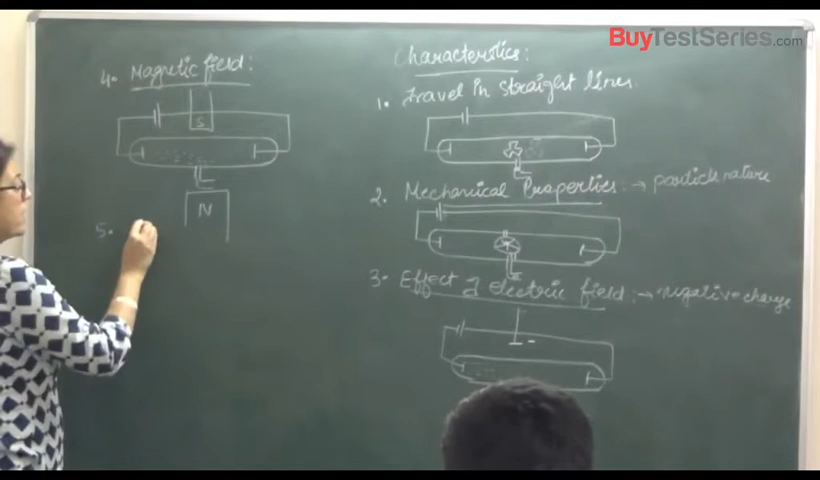 BuyTestSeries.com
Characteristics:
1. Travel in straight lines.
2. Mechanical Properties: → particle nature
3. Effect of electric field: → negative charge
-
4. Magnetic field:
S
N
5.